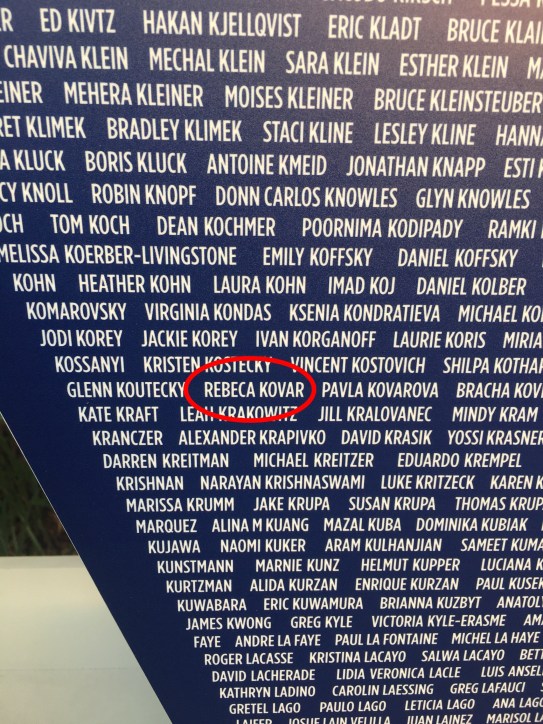 ER ED KIVTZ HAKAN KJELLQVIST ERIC KLADT BRUCE KLAI
CHAVIVA KLEIN MECHAL KLEIN SARA KLEIN ESTHER KLEIN
EINER MEHERA KLEINER MOISES KLEINER BRUCE KLEINSTEUBER
RET KLIMEK BRADLEY KLIMEK STACI KLINE LESLEY KLINE HANNA
A KLUCK BORIS KLUCK ANTOINE KMEID JONATHAN KNAPP ESTI K
CY KNOLL ROBIN KNOPF DONN CARLOS KNOWLES GLYN KNOWLES
OCH TOM KOCH DEAN KOCHMER POORNIMA KODIPADY RAMKI
MELISSA KOERBER-LIVINGSTONE EMILY KOFFSKY DANIEL KOFFSKY
KOHN HEATHER KOHN LAURA KOHN IMAD KOJ DANIEL KOLBER
KOMAROVSKY VIRGINIA KONDAS KSENIA KONDRATIEVA MICHAEL KO
JODI KOREY JACKIE KOREY IVAN KORGANOFF LAURIE KORIS MIRIA
KOSSANYI KRISTEN KOSTECKY VINCENT KOSTOVICH SHILPA KOTHA
GLENN KOUTECKY REBECA KOVAR PAVLA KOVAROVA BRACHA KOV
KATE KRAFT LEAH KRAKOWITZ JILL KRALOVANEC MINDY KRAM
KRANCZER ALEXANDER KRAPIVKO DAVID KRASIK YOSSI KRASNER
DARREN KREITMAN MICHAEL KREITZER EDUARDO KREMPEL
KRISHNAN NARAYAN KRISHNASWAMI LUKE KRITZECK KAREN K
MARISSA KRUMM JAKE KRUPA SUSAN KRUPA THOMAS KRUP
MARQUEZ ALINA M KUANG MAZAL KUBA DOMINIKA KUBIAK
KUJAWA NAOMI KUKER ARAM KULHANJIAN SAMEET KUMA
KUNSTMANN MARNIE KUNZ HELMUT KUPPER LUCIANA K
KURTZMAN ALIDA KURZAN ENRIQUE KURZAN PAUL KUSEK
KUWABARA ERIC KUWAMURA BRIANNA KUZBYT ANATOL
JAMES KWONG GREG KYLE VICTORIA KYLE-ERASME AM
FAYE ANDRE LA FAYE PAUL LA FONTAINE MICHEL LA HAYE
ROGER LACASSE KRISTINA LACAYO SALWA LACAYO BET
DAVID LACHERADE LIDIA VERONICA LACLE LUIS ANSEL
KATHRYN LADINO CAROLIN LAESSING GREG LAFAUCI S
GRETEL LAGO PAULO LAGO LETICIA LAGO ANA LAGO
LAIFER JOSUE LAIN VELILLA JUAN LAINEZ MARISOL L